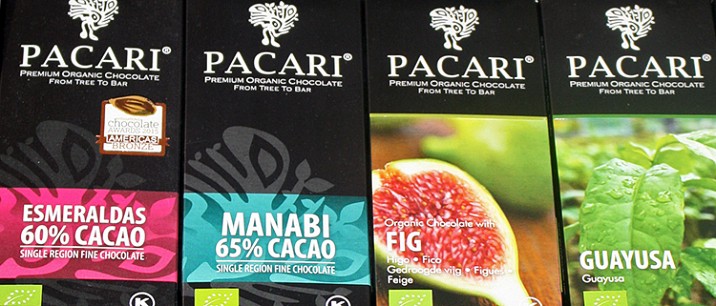 PACARI®
PREMIUM ORGANIC CHOCOLATE
FROM TREE TO BAR
chocolate
AWARDS
AMERICAS
BRONZE
ESMERALDAS
60% CACAO
SINGLE REGION FINE CHOCOLATE
K
PACARI®
PREMIUM ORGANIC CHOCOLATE
FROM TREE TO BAR
MANABI
65% CACAO
SINGLE REGION FINE CHOCOLATE
K
PACARI®
PREMIUM ORGANIC CHOCOLATE
FROM TREE TO BAR
Organic Chocolate with
FIG
Higo • Fica
Gedroogde vijg • Figues
Feige
PACARI®
PREMIUM ORGANIC CHOCOLATE
FROM TREE TO BAR
GUAYUSA
Guayusa